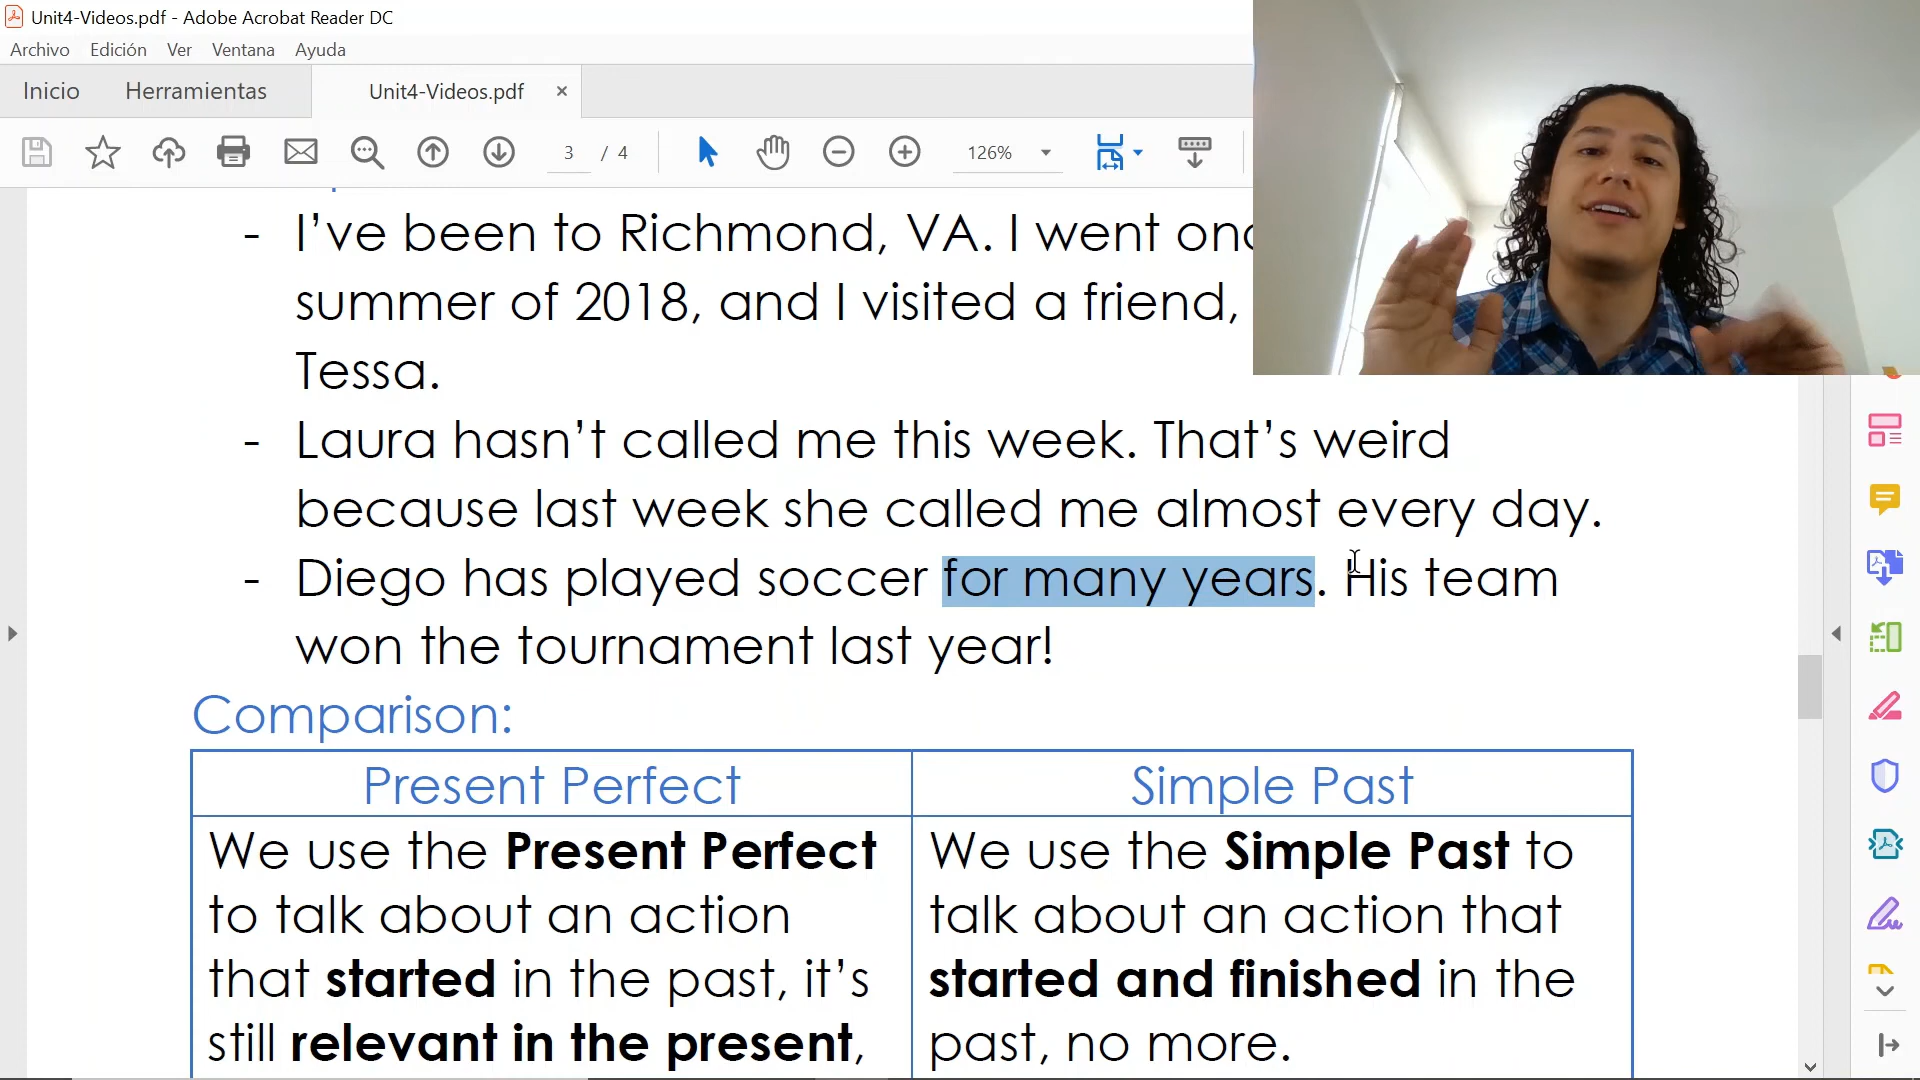 Unit4-Videos.pdf - Adobe Acrobat Reader DC
Archivo Edición Ver Ventana Ayuda
Inicio Herramientas Unit4-Videos.pdf ×
3 / 4 126%
- I’ve been to Richmond, VA. I went
summer of 2018, and I visited a friend,
Tessa.
- Laura hasn’t called me this week. That’s weird
because last week she called me almost every day.
- Diego has played soccer for many years. His team
won the tournament last year!
Comparison:
Present Perfect Simple Past
We use the Present Perfect
to talk about an action
that started in the past, it’s
still relevant in the present,
We use the Simple Past to
talk about an action that
started and finished in the
past, no more.